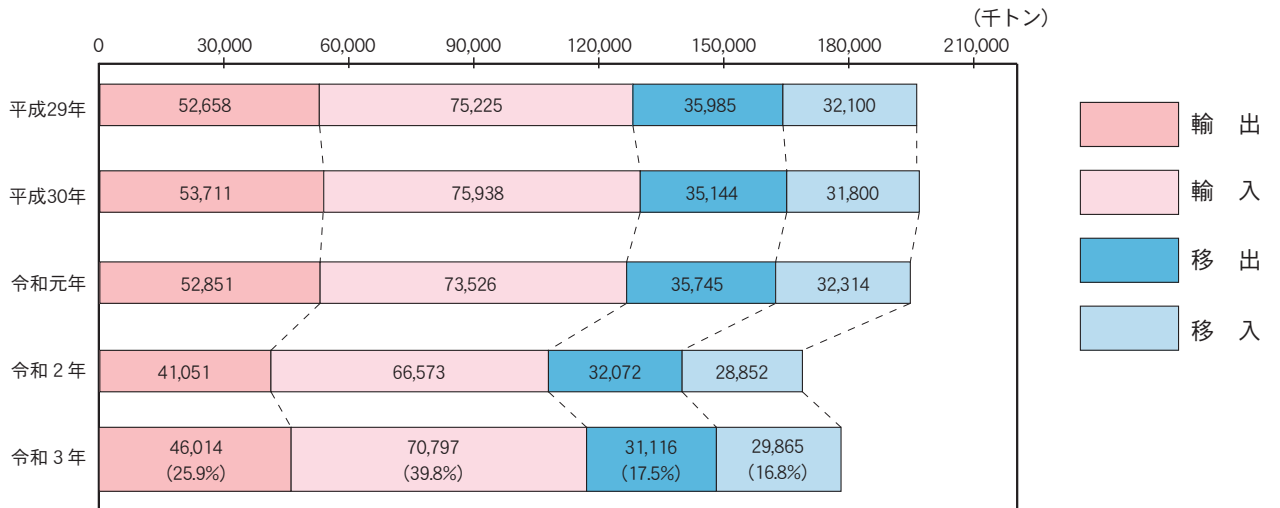 （千トン）
0 30,000 60,000 90,000 120,000 150,000 180,000 210,000
平成29年 52,658 75,225 35,985 32,100
平成30年 53,711 75,938 35,144 31,800
令和元年 52,851 73,526 35,745 32,314
令和２年 41,051 66,573 32,072 28,852
令和３年 46,014 70,797 31,116 29,865
（25.9%） （39.8%） （17.5%） （16.8%）
輸　出
輸　入
移　出
移　入